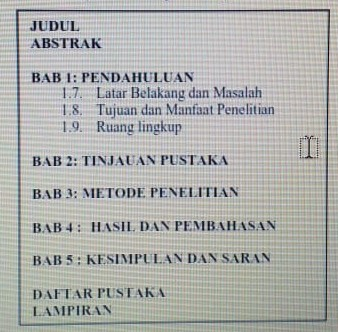 JUDUL
ABSTRAK
BAB 1: PENDAHULUAN
1.7. Latar Belakang dan Masalah
1.8. Tujuan dan Manfaat Penelitian
1.9. Ruang lingkup
BAB 2: TINJAUAN PUSTAKA
BAB 3: METODE PENELITIAN
BAB 4 : HASIL DAN PEMBAHASAN
BAB 5 : KESIMPULAN DAN SARAN
DAFTAR PUSTAKA
LAMPIRAN